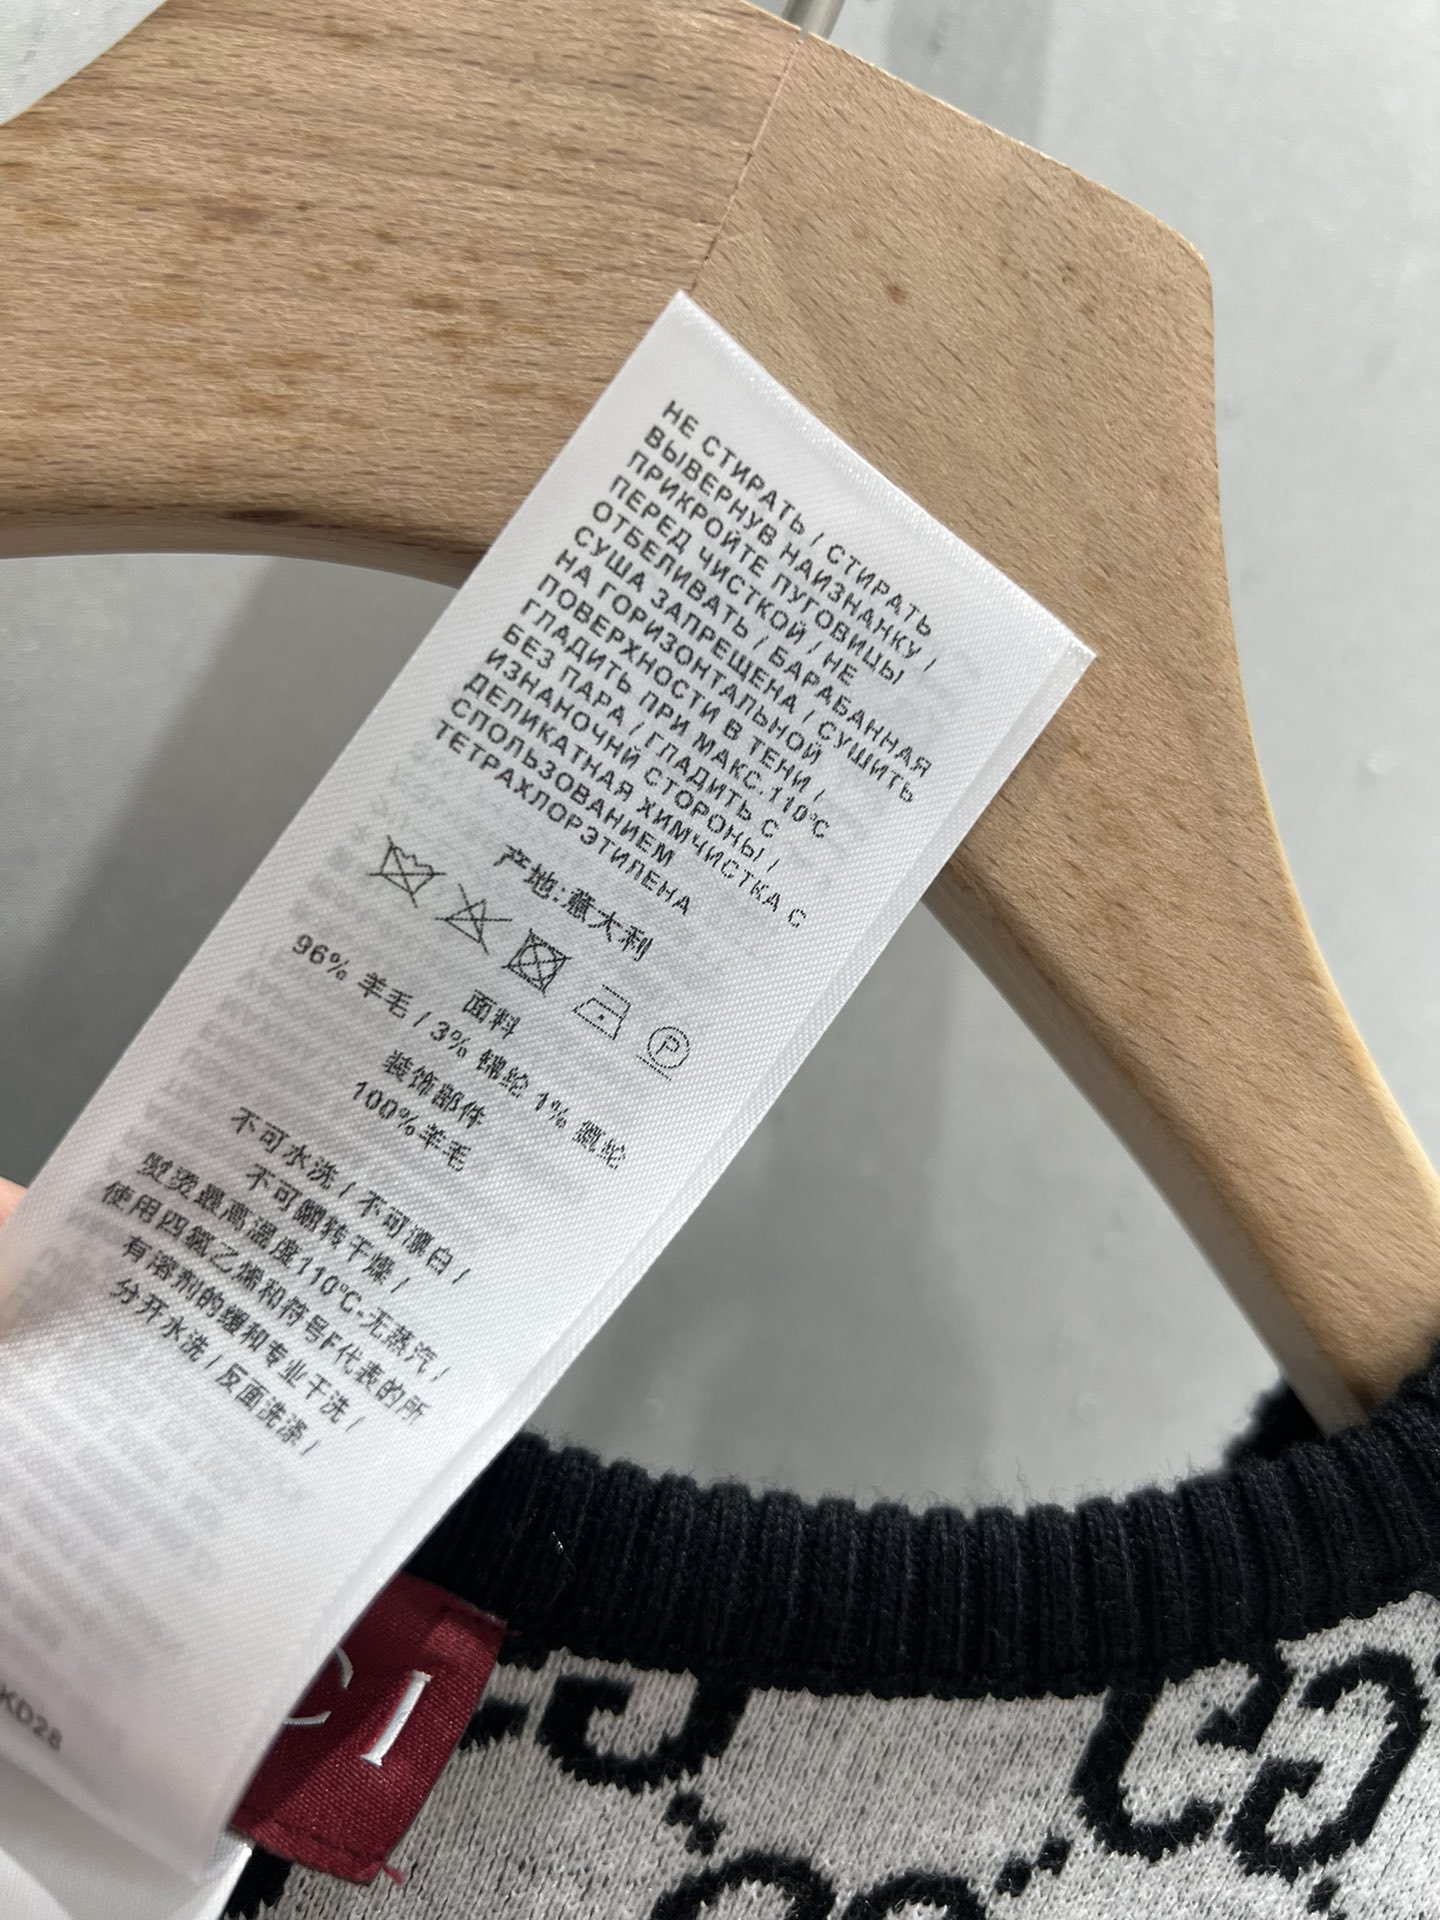 НЕ СТИРАТЬ / СТИРАТЬ
ВЫВЕРНУВ НАИЗНАНКУ /
ПРИКРОЙТЕ ПУГОВИЦЫ
ПЕРЕД ЧИСТКОЙ / НЕ
ОТБЕЛИВАТЬ / БАРАБАННАЯ
СУША ЗАПРЕЩЕНА / СУШИТЬ
НА ГОРИЗОНТАЛЬНОЙ
ПОВЕРХНОСТИ В ТЕНИ /
ГЛАДИТЬ ПРИ МАКС.110°C
БЕЗ ПАРА / ГЛАДИТЬ С
ИЗНАНОЧНЙ СТОРОНЫ /
ДЕЛИКАТНАЯ ХИМЧИСТКА С
СПОЛЬЗОВАНИЕМ
ТЕТРАХЛОРЭТИЛЕНА
产地:意大利
P
面料
96% 羊毛 / 3% 锦纶 1% 氨纶
装饰部件
100%羊毛
不可水洗 / 不可漂白 /
不可翻转干燥 /
熨烫最高温度110°C-无蒸汽 /
使用四氯乙烯和符号F代表的所
有溶剂的缓和专业干洗 /
分开水洗 / 反面洗涤 /
KD28
CI